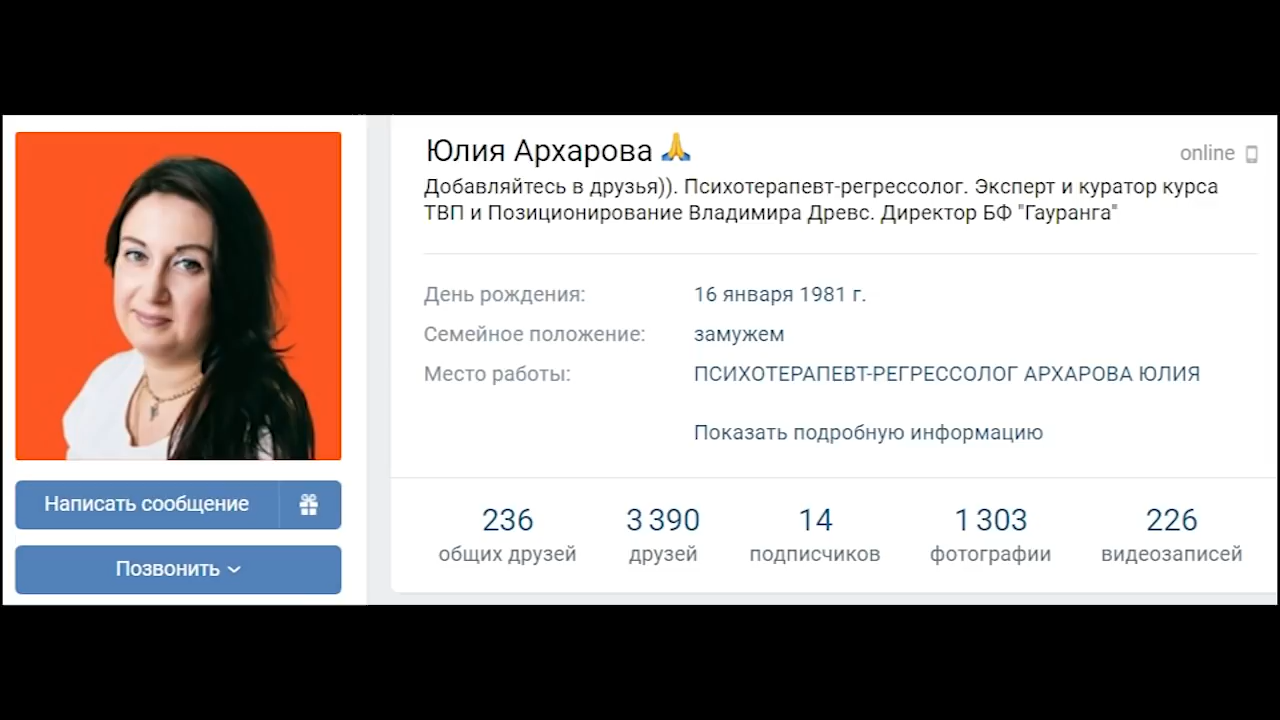 Юлия Архарова 🙏
online
Добавляйтесь в друзья)). Психотерапевт-регрессолог. Эксперт и куратор курса
ТВП и Позиционирование Владимира Древс. Директор БФ "Гауранга"
День рождения: 16 января 1981 г.
Семейное положение: замужем
Место работы: ПСИХОТЕРАПЕВТ-РЕГРЕССОЛОГ АРХАРОВА ЮЛИЯ
Показать подробную информацию
Написать сообщение
Позвонить
236 3 390 14 1 303 226
общих друзей друзей подписчиков фотографии видеозаписей